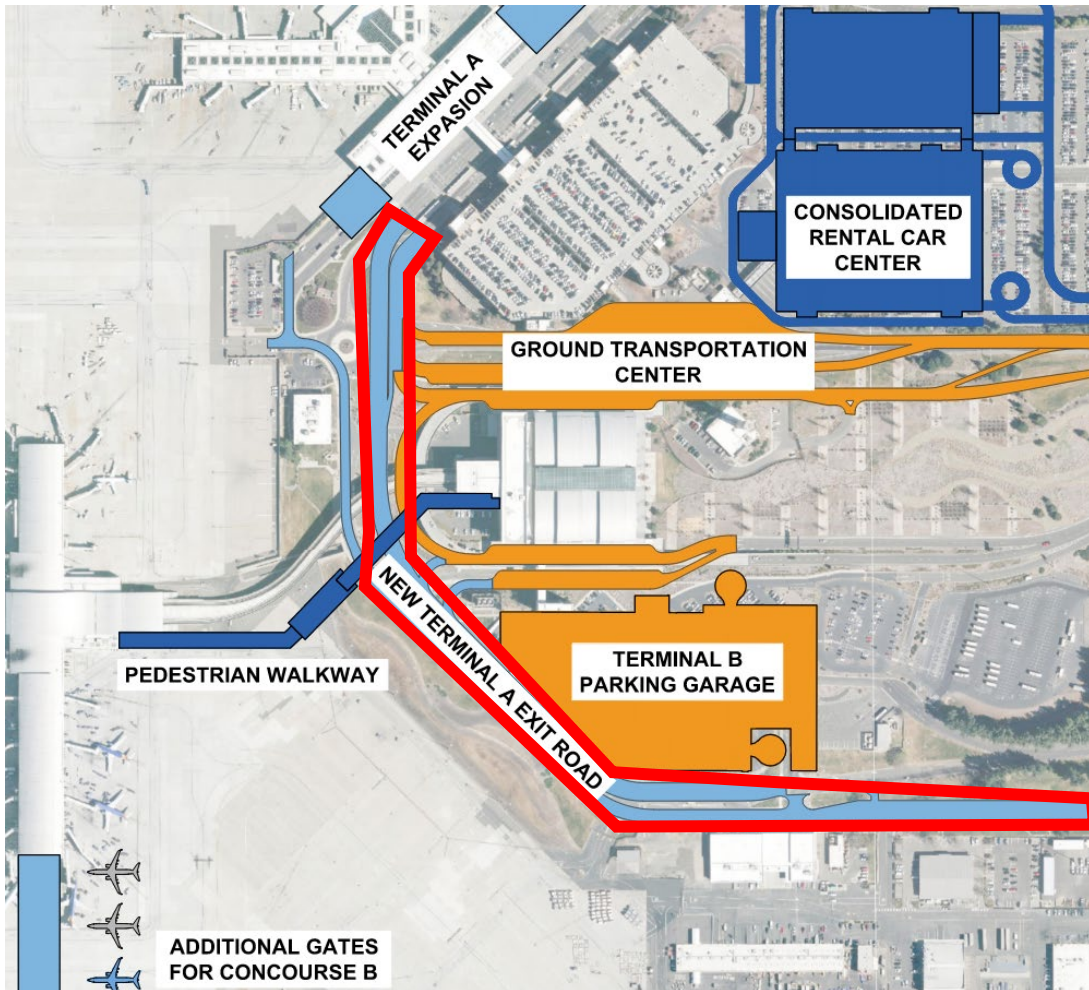 TERMINAL A
EXPASION
CONSOLIDATED
RENTAL CAR
CENTER
GROUND TRANSPORTATION
CENTER
NEW TERMINAL A EXIT ROAD
PEDESTRIAN WALKWAY
TERMINAL B
PARKING GARAGE
ADDITIONAL GATES
FOR CONCOURSE B